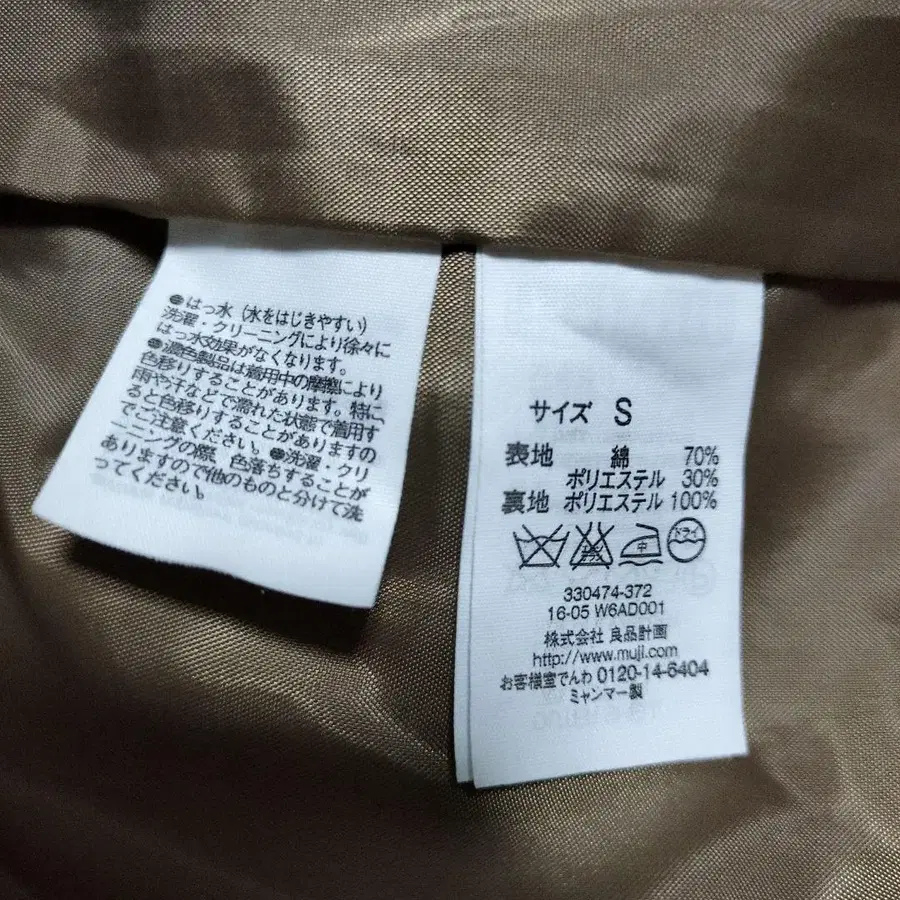 ●はっ水（水をはじきやすい）
洗濯・クリーニングにより徐々に
はっ水効果がなくなります。
●濃色製品は着用中の摩擦により
色移りすることがあります。特に、
雨や汗などで濡れた状態で着用す
ると色移りすることがありますの
でご注意ください。●洗濯・クリ
ーニングの際、色落ちすることが
ありますので他のものと分けて洗
ってください。
サイズ S
表地 綿 70%
ポリエステル 30%
裏地 ポリエステル 100%
エンソサラシ 中 ドライ
330474-372
16-05 W6AD001
株式会社 良品計画
http://www.muji.com
お客様室でんわ 0120-14-6404
ミャンマー製